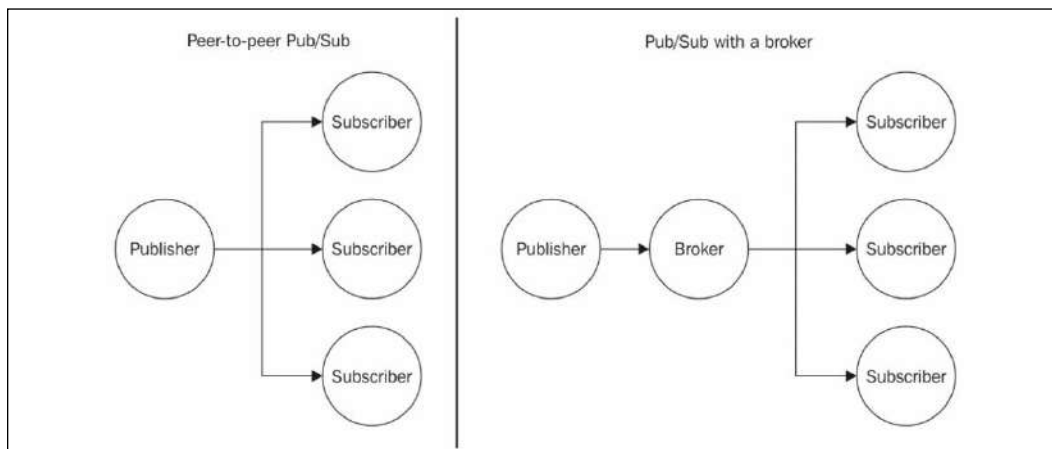 Peer-to-peer Pub/Sub
Subscriber
Publisher
Subscriber
Subscriber
Pub/Sub with a broker
Subscriber
Publisher
Broker
Subscriber
Subscriber